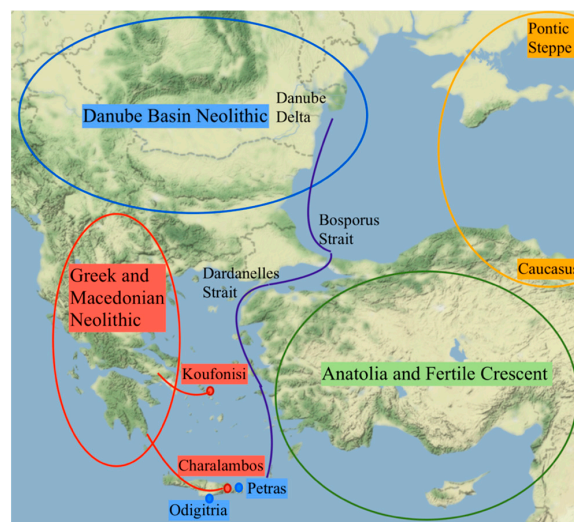 Pontic
Steppe
Danube Basin Neolithic
Danube
Delta
Bosporus
Strait
Greek and
Macedonian
Neolithic
Dardanelles
Strait
Caucasus
Koufonisi
Anatolia and Fertile Crescent
Charalambos
Petras
Odigitria